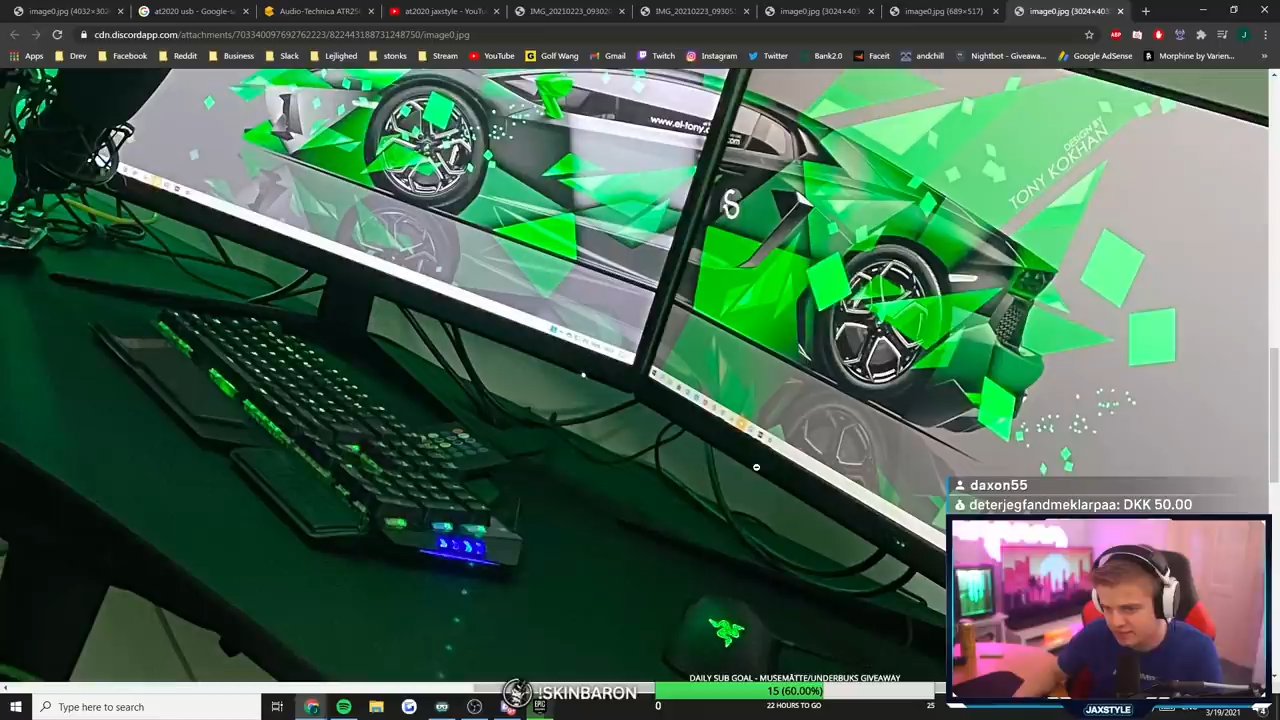 image0.jpg (4032×302
at2020 usb - Google-s
Audio-Technica ATR25
at2020 jaxstyle - YouT
IMG_20210223_09302
IMG_20210223_09305
image0.jpg (3024×40
image0.jpg (689×517)
image0.jpg (3024×403
cdn.discordapp.com/attachments/703340097692762223/822443188731248750/image0.jpg
Apps
Drev
Facebook
Reddit
Business
Slack
Lejlighed
stonks
Stream
YouTube
Golf Wang
Gmail
Twitch
Instagram
Twitter
Bank2.0
Faceit
andchill
Nightbot - Giveawa...
Google AdSense
Morphine by Varien...
www.el-tony.c
DESIGN BY
TONY KOKHAN
daxon55
deterjegfandmeklarpaa: DKK 50.00
DAILY SUB GOAL - MUSEMÅTTE/UNDERBUKS GIVEAWAY
!SKINBARON
15 (60.00%)
0
22 HOURS TO GO
25
JAXSTYLE
Type here to search
3/19/2021